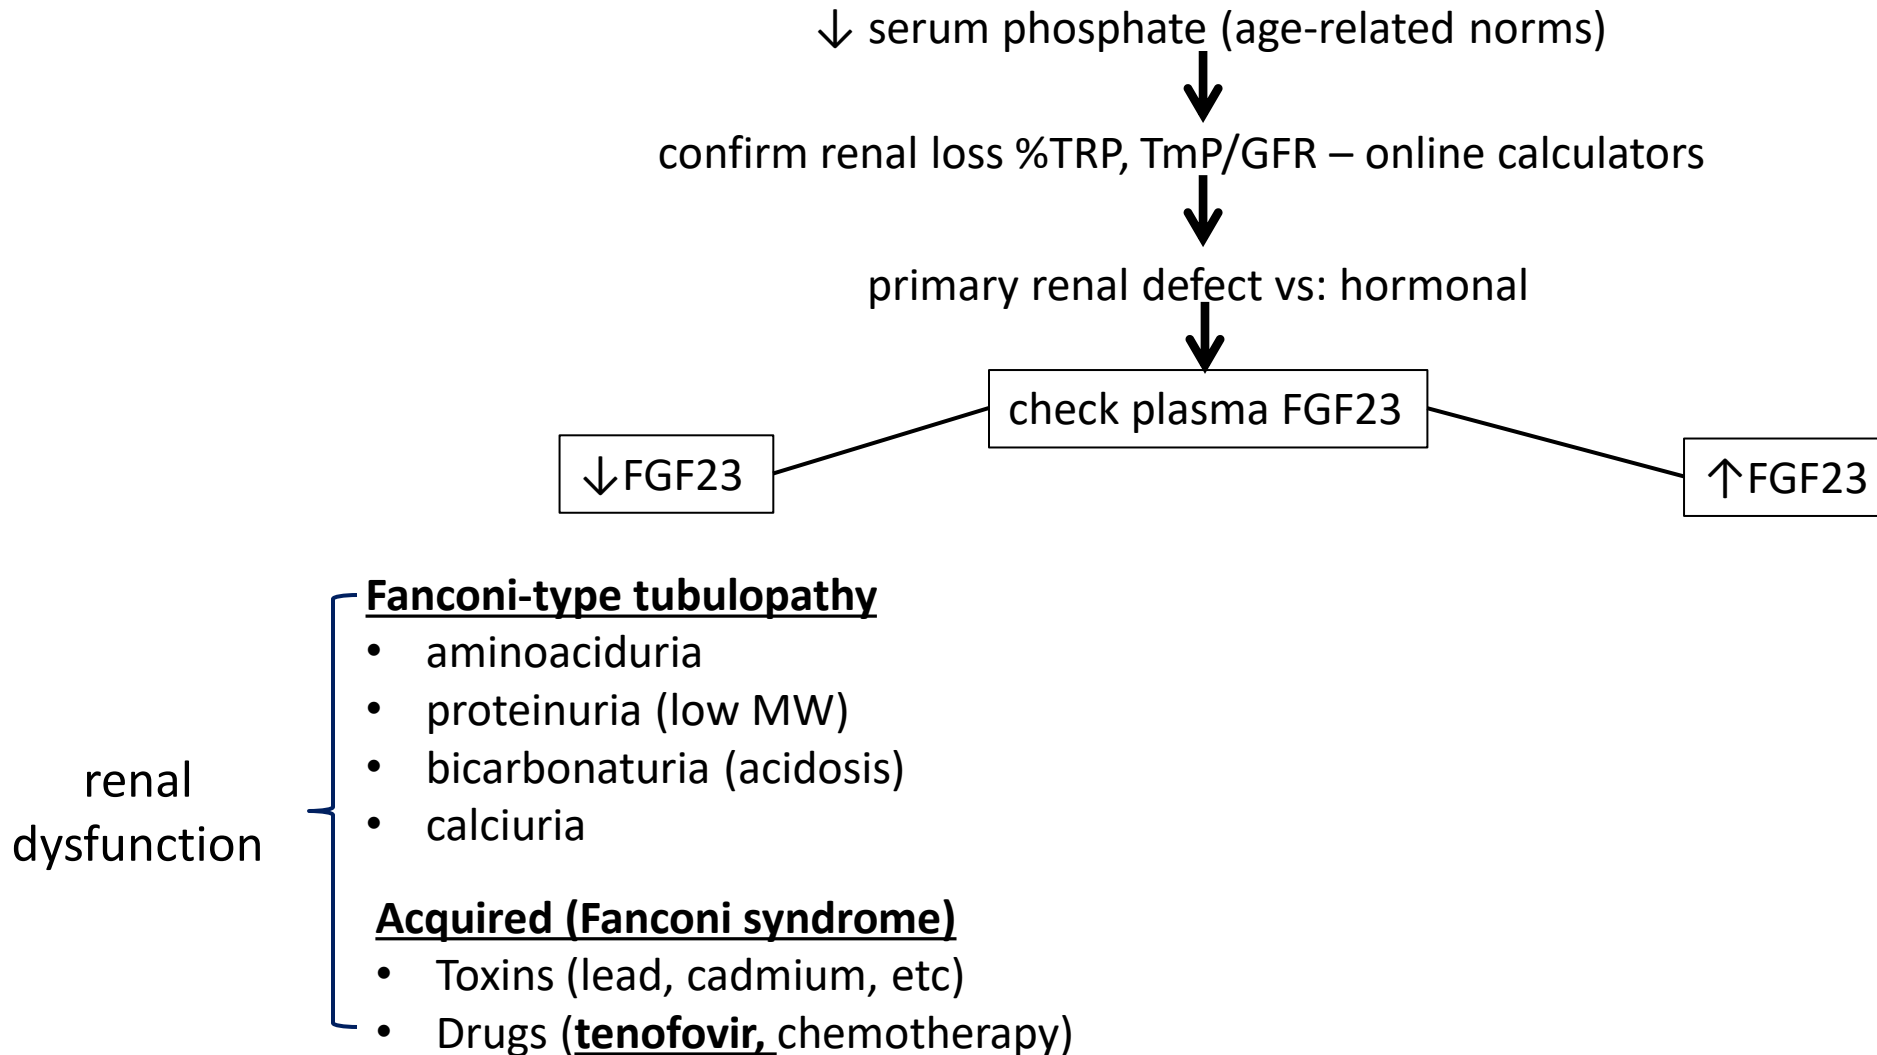 ↓ serum phosphate (age-related norms)
confirm renal loss %TRP, TmP/GFR – online calculators
primary renal defect vs: hormonal
check plasma FGF23
↓FGF23
↑FGF23
Fanconi-type tubulopathy
• aminoaciduria
• proteinuria (low MW)
• bicarbonaturia (acidosis)
• calciuria
renal
dysfunction
Acquired (Fanconi syndrome)
• Toxins (lead, cadmium, etc)
• Drugs (tenofovir, chemotherapy)